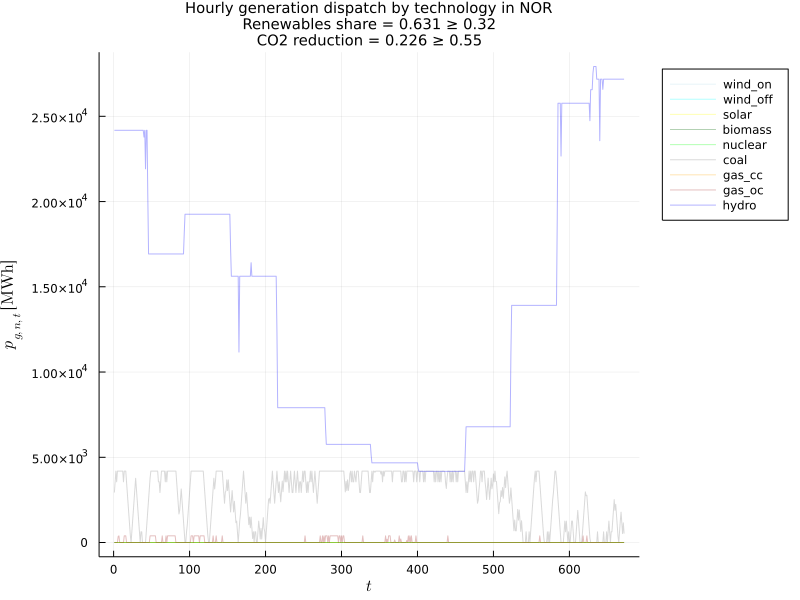 Hourly generation dispatch by technology in NOR
Renewables share = 0.631 ≥ 0.32
CO2 reduction = 0.226 ≥ 0.55
wind_on
wind_off
solar
biomass
nuclear
coal
gas_cc
gas_oc
hydro
2.50×10⁴
2.00×10⁴
1.50×10⁴
1.00×10⁴
5.00×10³
0
p_{g,n,t} [MWh]
0 100 200 300 400 500 600
t